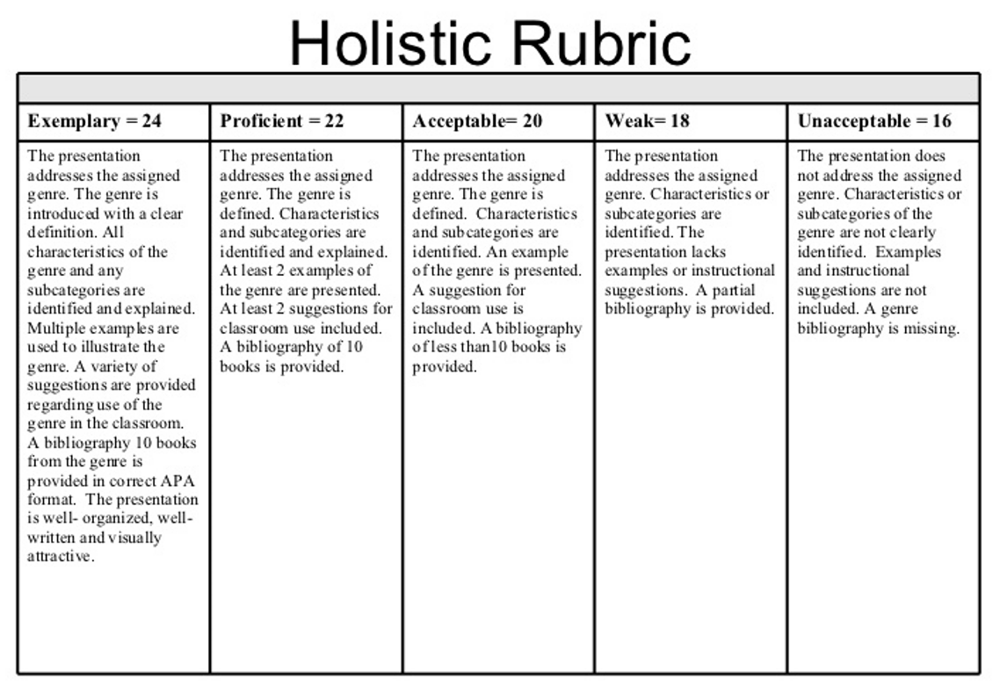 Holistic Rubric
Exemplary = 24
The presentation
addresses the assigned
genre. The genre is
introduced with a clear
definition. All
characteristics of the
genre and any
subcategories are
identified and explained.
Multiple examples are
used to illustrate the
genre. A variety of
suggestions are provided
regarding use of the
genre in the classroom.
A bibliography 10 books
from the genre is
provided in correct APA
format.  The presentation
is well- organized, well-
written and visually
attractive.
Proficient = 22
The presentation
addresses the assigned
genre. The genre is
defined. Characteristics
and subcategories are
identified and explained.
At least 2 examples of
the genre are presented.
At least 2 suggestions for
classroom use included.
A bibliography of 10
books is provided.
Acceptable= 20
The presentation
addresses the assigned
genre. The genre is
defined.  Characteristics
and subcategories are
identified. An example
of the genre is presented.
A suggestion for
classroom use is
included. A bibliography
of less than10 books is
provided.
Weak= 18
The presentation
addresses the assigned
genre. Characteristics or
subcategories are
identified. The
presentation lacks
examples or instructional
suggestions.  A partial
bibliography is provided.
Unacceptable = 16
The presentation does
not address the assigned
genre. Characteristics or
subcategories of the
genre are not clearly
identified.  Examples
and instructional
suggestions are not
included. A genre
bibliography is missing.